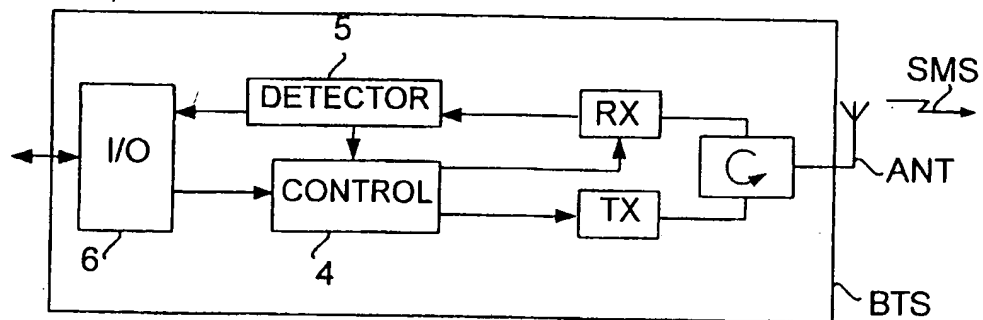 5
SMS
DETECTOR
RX
I/O
ANT
CONTROL
TX
6
4
BTS